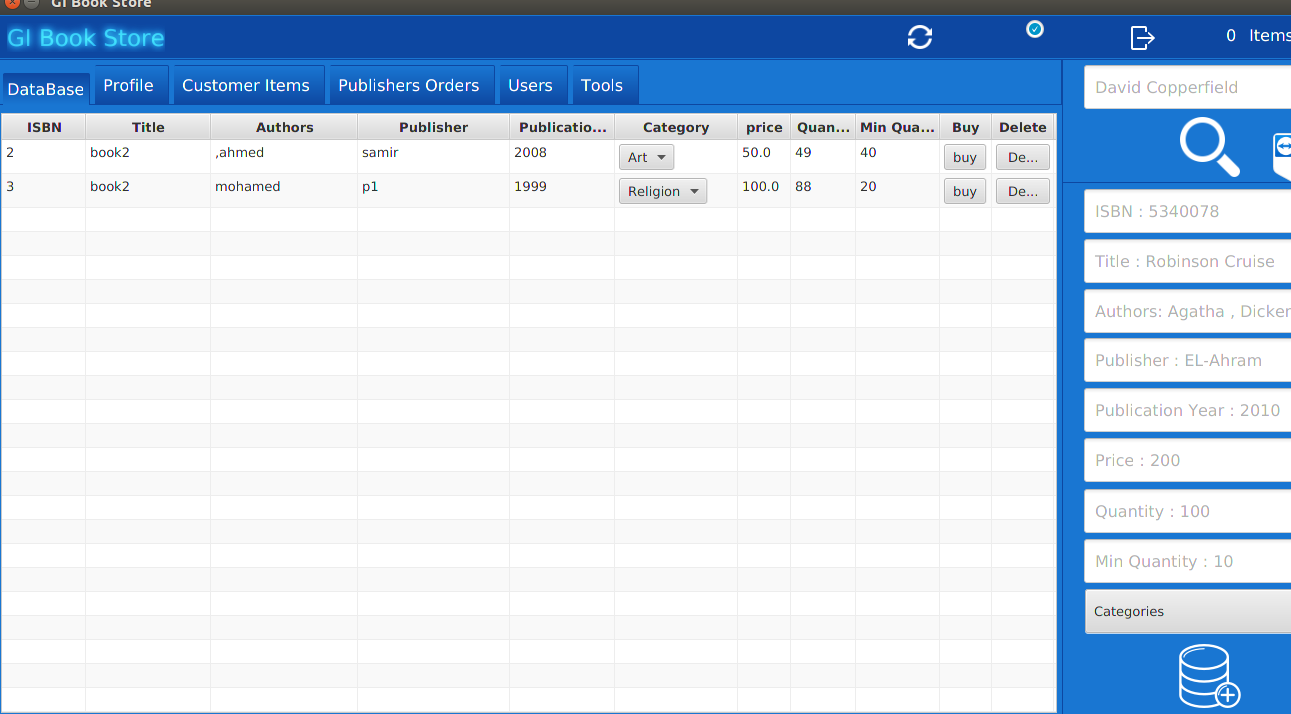 GI Book Store
GI Book Store
0 Items
DataBase Profile Customer Items Publishers Orders Users Tools
ISBN Title Authors Publisher Publicatio... Category price Quan... Min Qua... Buy Delete
2 book2 ,ahmed samir 2008 Art 50.0 49 40 buy De...
3 book2 mohamed p1 1999 Religion 100.0 88 20 buy De...
David Copperfield
ISBN : 5340078
Title : Robinson Cruise
Authors: Agatha , Dicker
Publisher : EL-Ahram
Publication Year : 2010
Price : 200
Quantity : 100
Min Quantity : 10
Categories